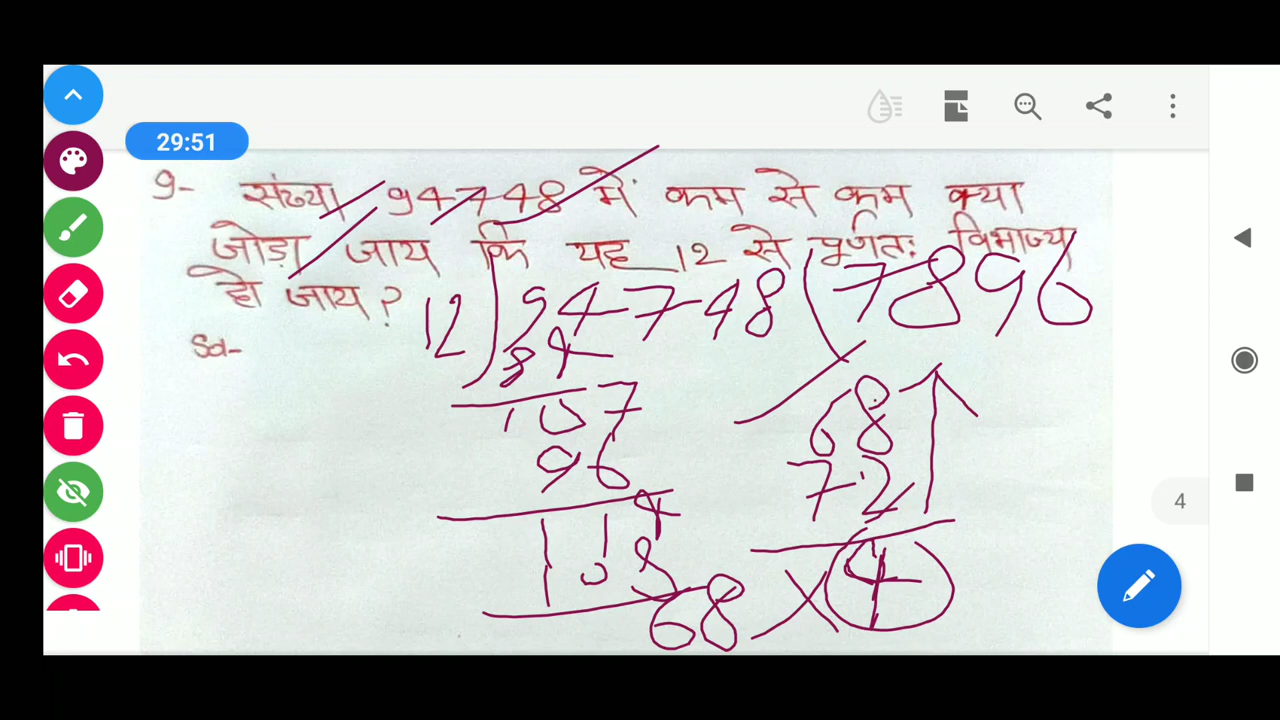 29:51
9- संख्या 94748 में कम से कम क्या
जोड़ा जाय कि यह 12 से पूर्णतः विभाज्य
हो जाय ?
12) 94748 (7896
84
107
96
114
108
68
Sol-
68
72
4
4